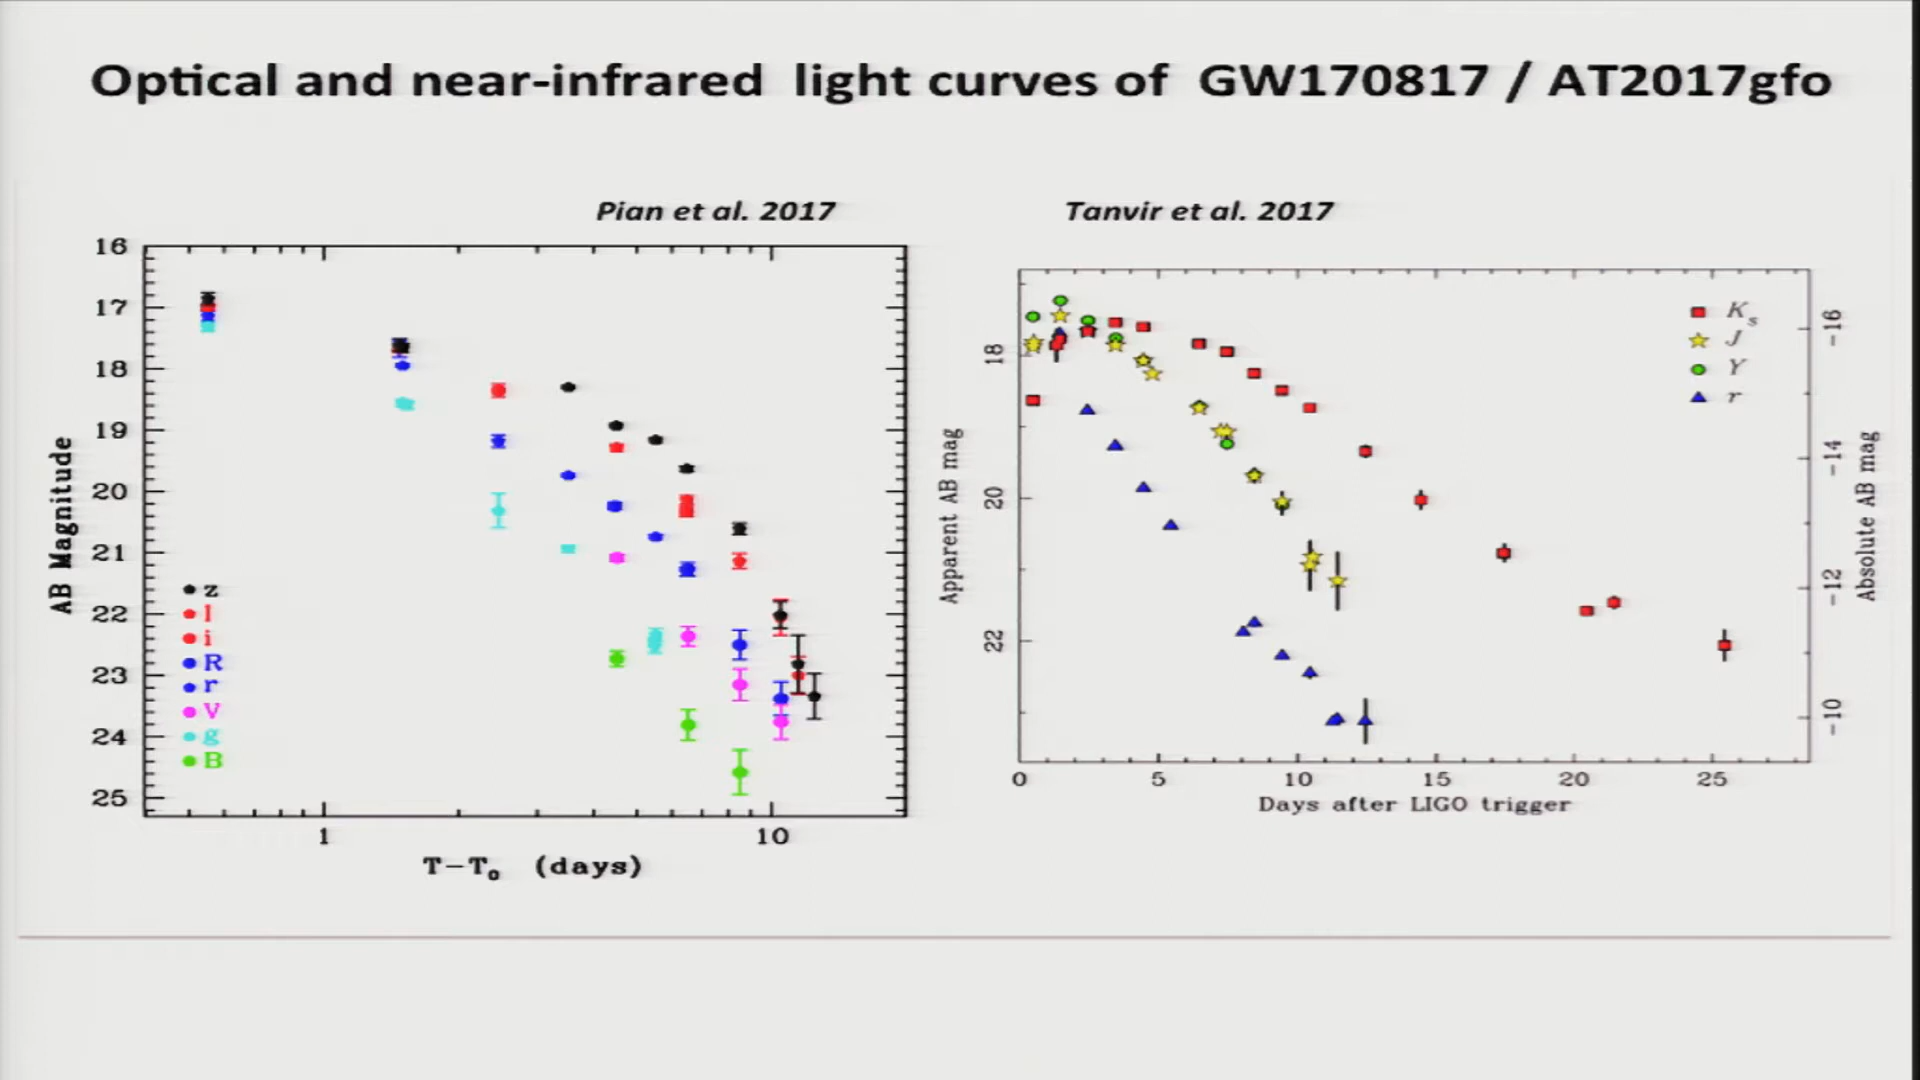 Optical and near-infrared light curves of GW170817 / AT2017gfo
Pian et al. 2017
Tanvir et al. 2017
16
17
18
19
20
21
22
23
24
25
AB Magnitude
z
I
i
R
r
V
g
B
1
10
T-T₀ (days)
18
20
22
Apparent AB mag
Kₛ
J
Y
r
-16
-14
-12
-10
Absolute AB mag
0
5
10
15
20
25
Days after LIGO trigger